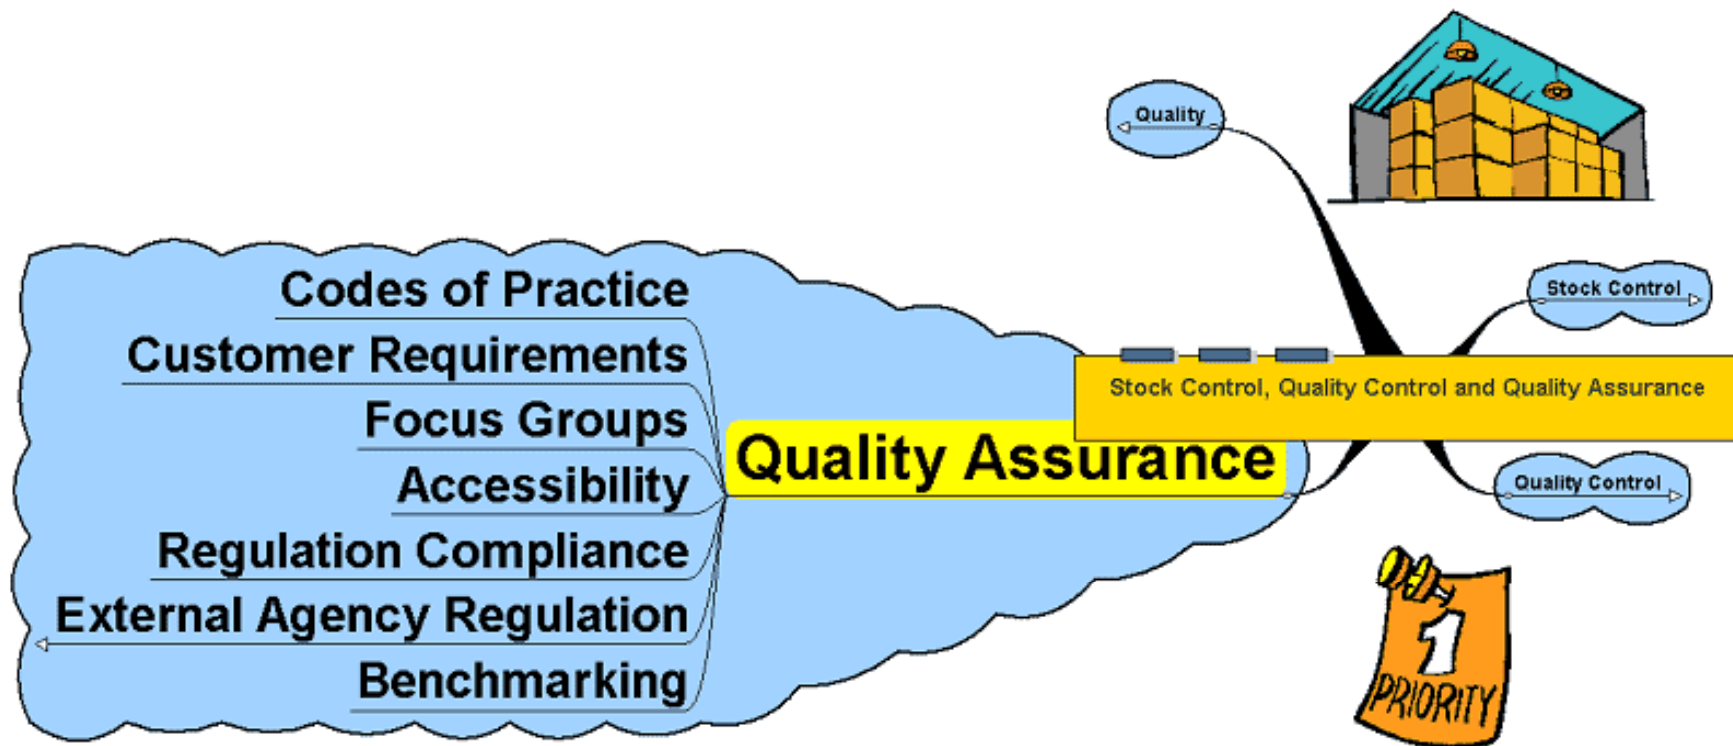 Quality
Stock Control
Stock Control, Quality Control and Quality Assurance
Codes of Practice
Customer Requirements
Focus Groups
Quality Assurance
Accessibility
Quality Control
Regulation Compliance
External Agency Regulation
Benchmarking
1
PRIORITY